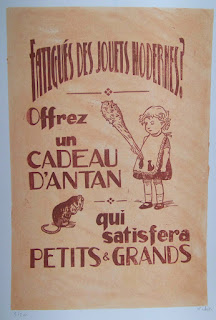 FATIGUÉS DES JOUETS MODERNES?
Offrez
un
CADEAU
D'ANTAN
qui
satisfera
PETITS & GRANDS